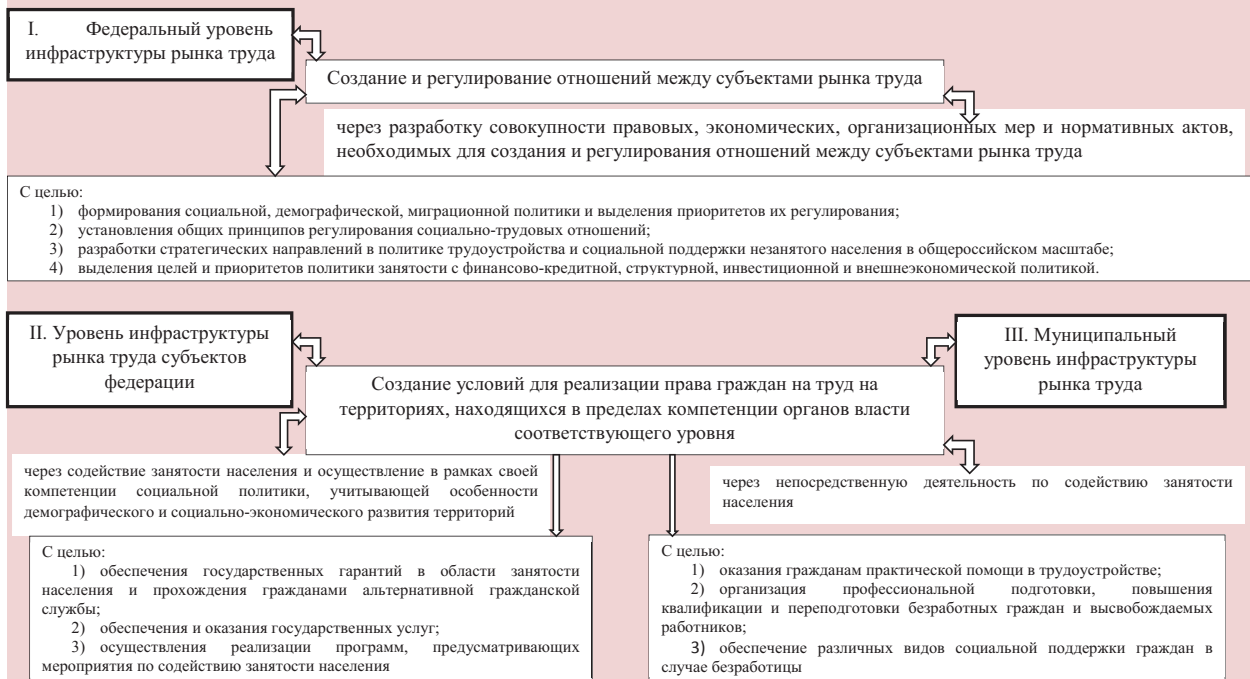 I. Федеральный уровень
инфраструктуры рынка труда
Создание и регулирование отношений между субъектами рынка труда
через разработку совокупности правовых, экономических, организационных мер и нормативных актов,
необходимых для создания и регулирования отношений между субъектами рынка труда
С целью:
1) формирования социальной, демографической, миграционной политики и выделения приоритетов их регулирования;
2) установления общих принципов регулирования социально-трудовых отношений;
3) разработки стратегических направлений в политике трудоустройства и социальной поддержки незанятого населения в общероссийском масштабе;
4) выделения целей и приоритетов политики занятости с финансово-кредитной, структурной, инвестиционной и внешнеэкономической политикой.
II. Уровень инфраструктуры
рынка труда субъектов
федерации
III. Муниципальный
уровень инфраструктуры
рынка труда
Создание условий для реализации права граждан на труд на
территориях, находящихся в пределах компетенции органов власти
соответствующего уровня
через содействие занятости населения и осуществление в рамках своей
компетенции социальной политики, учитывающей особенности
демографического и социально-экономического развития территорий
через непосредственную деятельность по содействию занятости
населения
С целью:
1) обеспечения государственных гарантий в области занятости
населения и прохождения гражданами альтернативной гражданской
службы;
2) обеспечения и оказания государственных услуг;
3) осуществления реализации программ, предусматривающих
мероприятия по содействию занятости населения
С целью:
1) оказания гражданам практической помощи в трудоустройстве;
2) организация профессиональной подготовки, повышения
квалификации и переподготовки безработных граждан и высвобождаемых
работников;
3) обеспечение различных видов социальной поддержки граждан в
случае безработицы